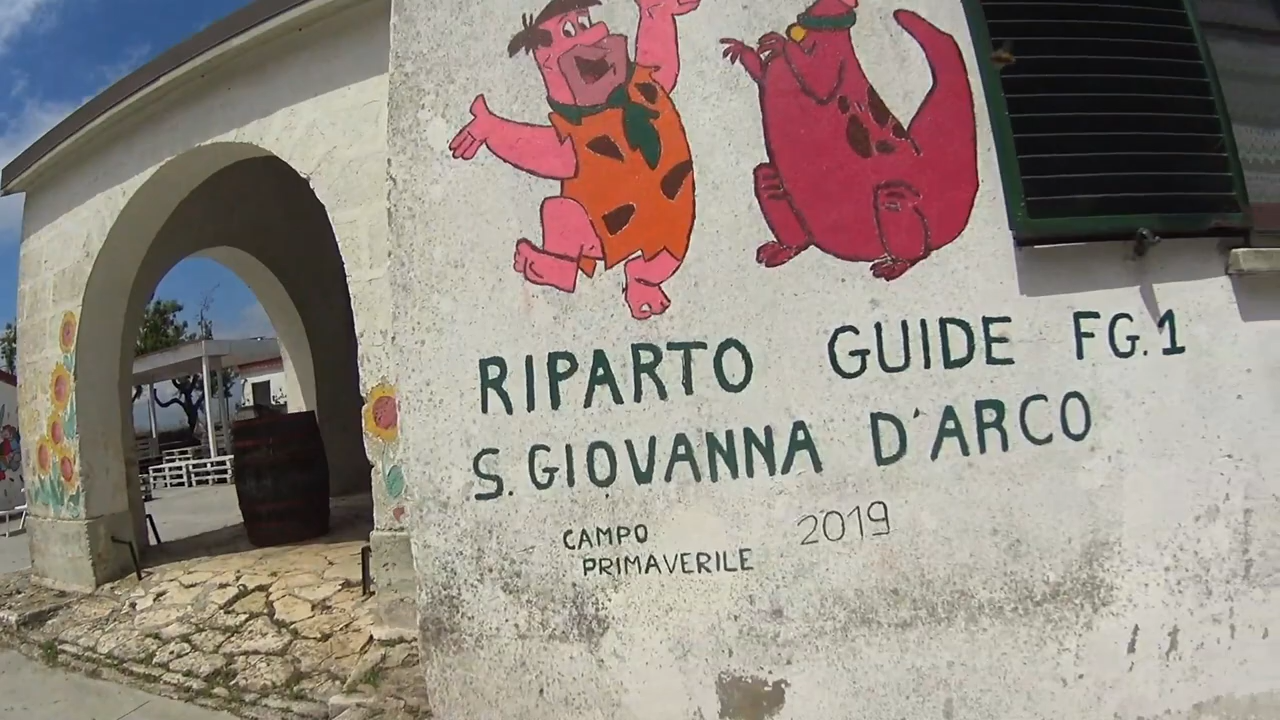 RIPARTO GUIDE FG.1
S. GIOVANNA D'ARCO
CAMPO 2019
PRIMAVERILE